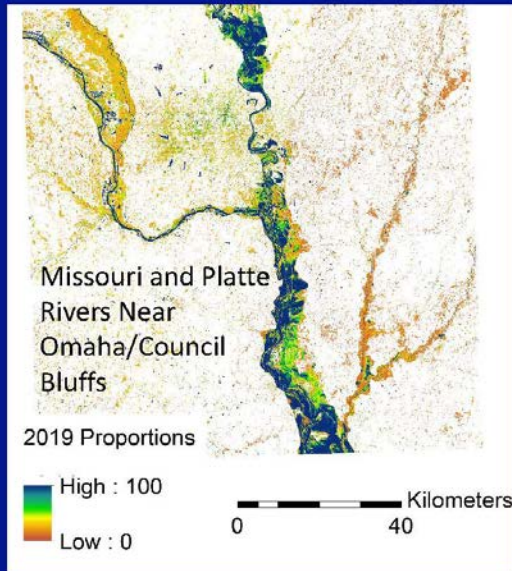 Missouri and Platte
Rivers Near
Omaha/Council
Bluffs
2019 Proportions
High : 100
Low : 0
Kilometers
0 40